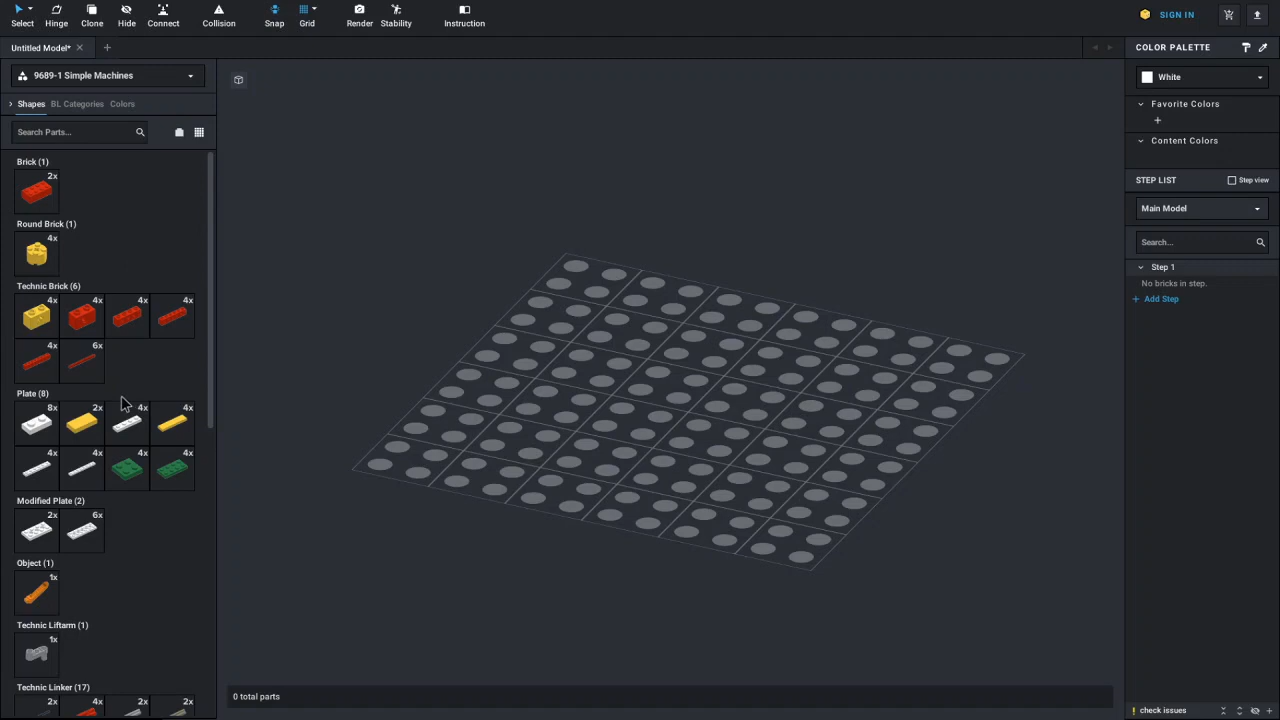 Select
Hinge
Clone
Hide
Connect
Collision
Snap
Grid
Render
Stability
Instruction
SIGN IN
Untitled Model*
9689-1 Simple Machines
Shapes
BL Categories
Colors
Search Parts...
Brick (1)
2x
Round Brick (1)
4x
Technic Brick (6)
4x 4x 4x 4x
4x 6x
Plate (8)
8x 2x 4x 4x
4x 4x 4x 4x
Modified Plate (2)
2x 6x
Object (1)
1x
Technic Liftarm (1)
1x
Technic Linker (17)
2x 4x 2x 2x
0 total parts
COLOR PALETTE
White
Favorite Colors
+
Content Colors
STEP LIST
Step view
Main Model
Search...
Step 1
No bricks in step.
+ Add Step
check issues